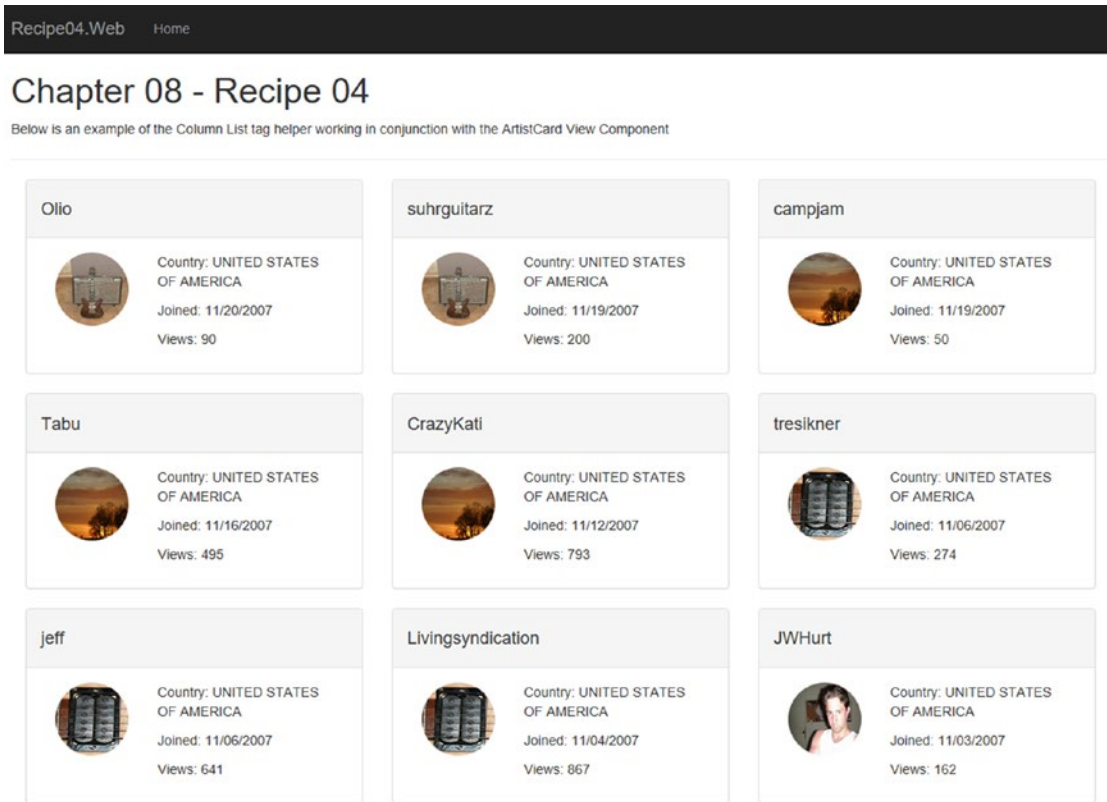 Recipe04.Web Home
Chapter 08 - Recipe 04
Below is an example of the Column List tag helper working in conjunction with the ArtistCard View Component
Olio
Country: UNITED STATES
OF AMERICA
Joined: 11/20/2007
Views: 90
suhrguitarz
Country: UNITED STATES
OF AMERICA
Joined: 11/19/2007
Views: 200
campjam
Country: UNITED STATES
OF AMERICA
Joined: 11/19/2007
Views: 50
Tabu
Country: UNITED STATES
OF AMERICA
Joined: 11/16/2007
Views: 495
CrazyKati
Country: UNITED STATES
OF AMERICA
Joined: 11/12/2007
Views: 793
tresikner
Country: UNITED STATES
OF AMERICA
Joined: 11/06/2007
Views: 274
jeff
Country: UNITED STATES
OF AMERICA
Joined: 11/06/2007
Views: 641
Livingsyndication
Country: UNITED STATES
OF AMERICA
Joined: 11/04/2007
Views: 867
JWHurt
Country: UNITED STATES
OF AMERICA
Joined: 11/03/2007
Views: 162